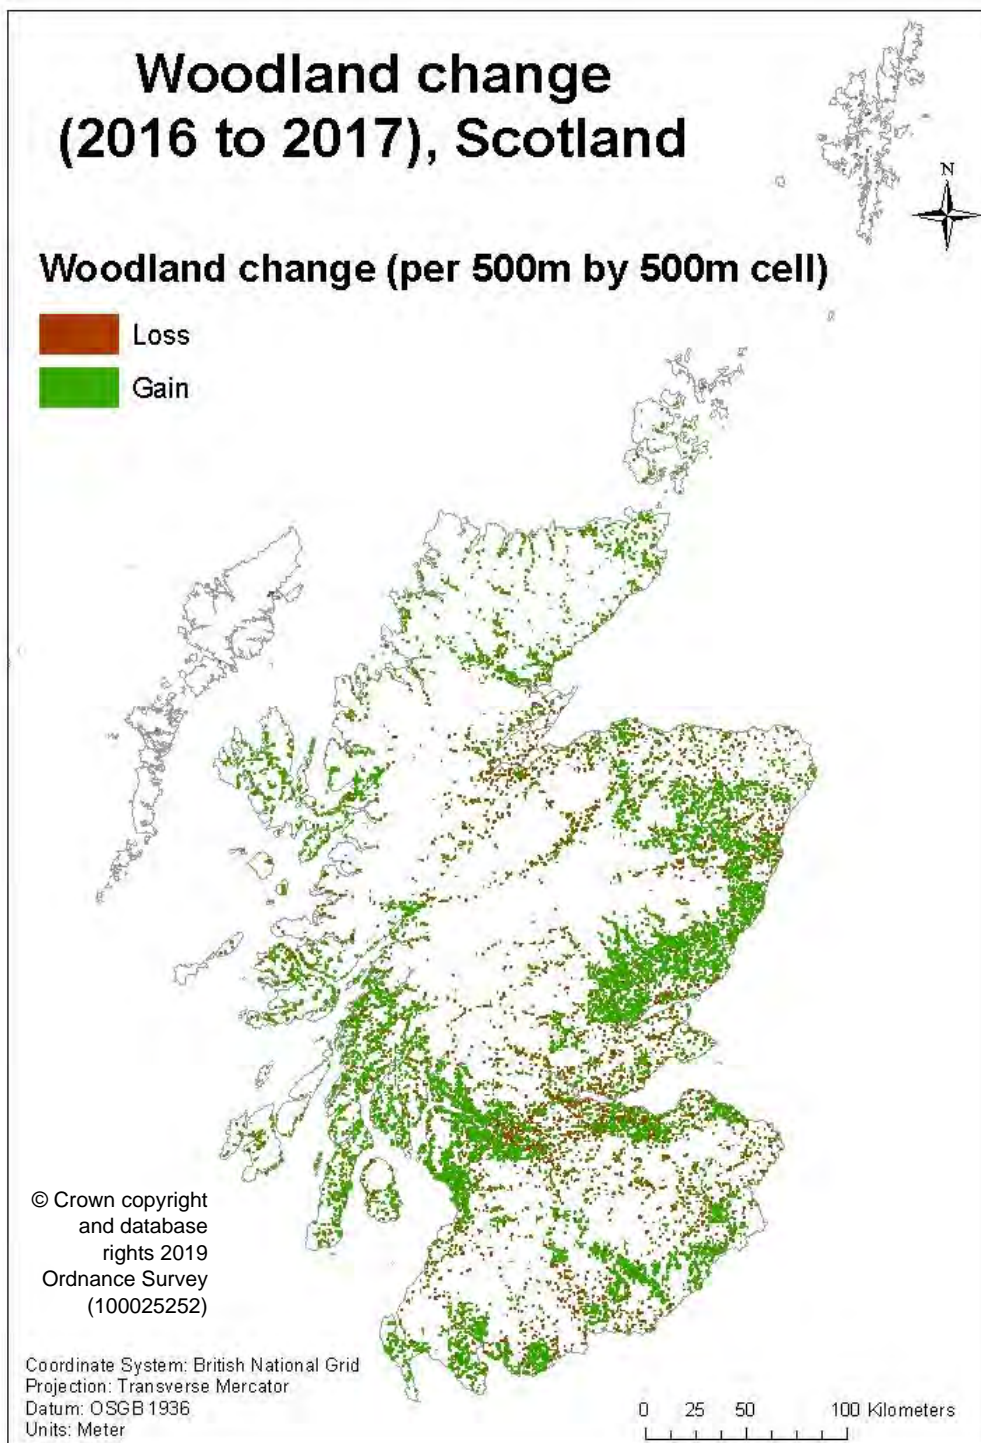 Woodland change
(2016 to 2017), Scotland
N
Woodland change (per 500m by 500m cell)
Loss
Gain
© Crown copyright
and database
rights 2019
Ordnance Survey
(100025252)
Coordinate System: British National Grid
Projection: Transverse Mercator
Datum: OSGB 1936
Units: Meter
0 25 50 100 Kilometers